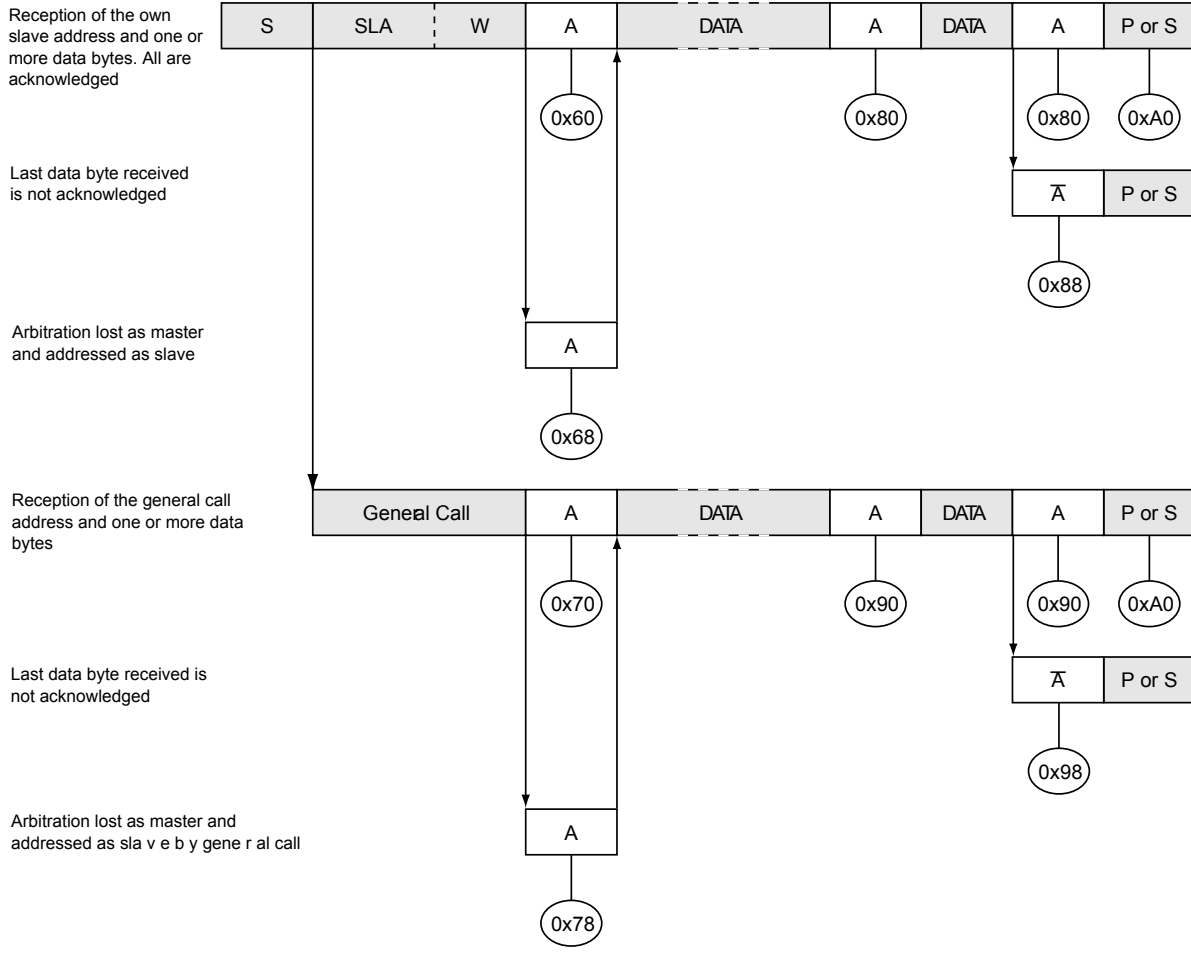 Reception of the own
slave address and one or
more data bytes. All are
acknowledged
S SLA W A DATA A DATA A P or S
0x60 0x80 0x80 0xA0
Last data byte received
is not acknowledged
A̅ P or S
0x88
Arbitration lost as master
and addressed as slave
A
0x68
Reception of the general call
address and one or more data
bytes
General Call A DATA A DATA A P or S
0x70 0x90 0x90 0xA0
Last data byte received is
not acknowledged
A̅ P or S
0x98
Arbitration lost as master and
addressed as sla v e b y gene r al call
A
0x78